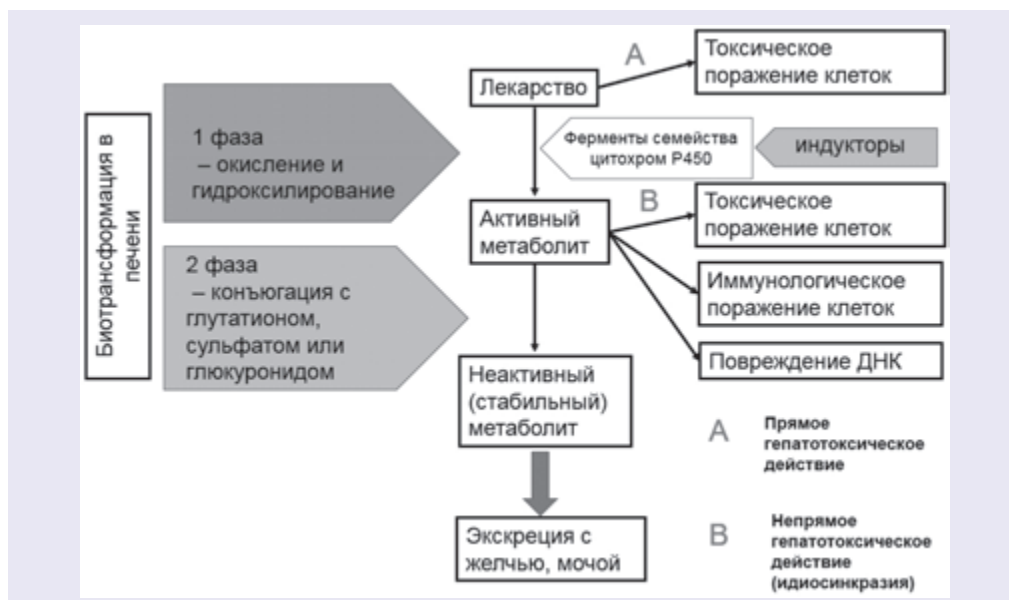 Биотрансформация в
печени
1 фаза
– окисление и
гидроксилирование
2 фаза
– конъюгация с
глутатионом,
сульфатом или
глюкуронидом
Лекарство
A
Токсическое
поражение клеток
Ферменты семейства
цитохром P450
индукторы
Активный
метаболит
B
Токсическое
поражение клеток
Иммунологическое
поражение клеток
Повреждение ДНК
Неактивный
(стабильный)
метаболит
Экскреция с
желчью, мочой
A
Прямое
гепатотоксическое
действие
B
Непрямое
гепатотоксическое
действие
(идиосинкразия)